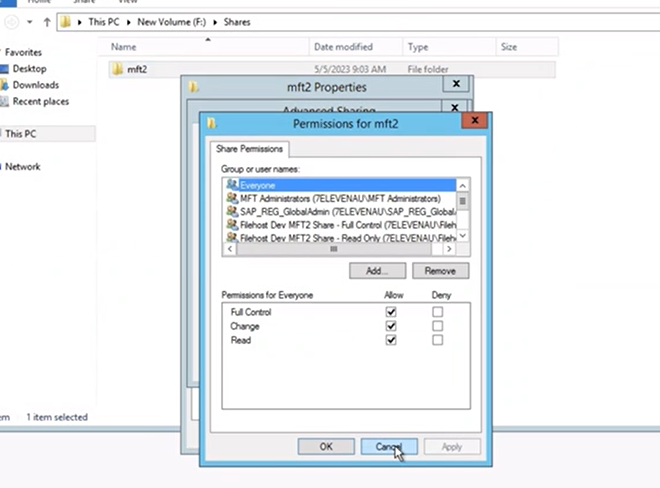 Home Share View
This PC New Volume (F:) Shares
Name Date modified Type Size
Favorites
Desktop
Downloads
Recent places
This PC
Network
mft2 5/5/2023 9:03 AM File folder
mft2 Properties
Advanced Sharing
Permissions for mft2
Share Permissions
Group or user names:
Everyone
MFT Administrators (7ELEVENAU\MFT Administrators)
SAP_REG_GlobalAdmin (7ELEVENAU\SAP_REG_Global
Filehost Dev MFT2 Share - Full Control (7ELEVENAU\Fileh
Filehost Dev MFT2 Share - Read Only (7ELEVENAU\Fileh
Add... Remove
Permissions for Everyone Allow Deny
Full Control
Change
Read
OK Cancel Apply
1 item selected